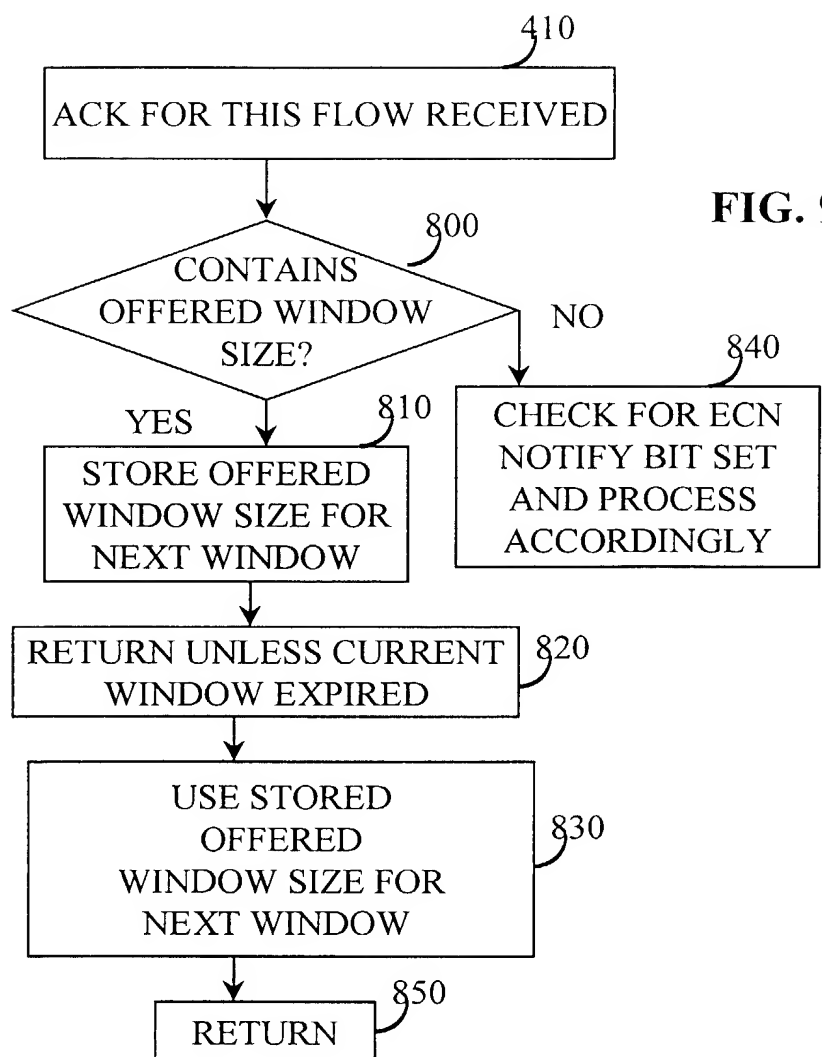 410
ACK FOR THIS FLOW RECEIVED
FIG. 9
800
CONTAINS
OFFERED WINDOW
SIZE?
NO
YES
810
840
STORE OFFERED
WINDOW SIZE FOR
NEXT WINDOW
CHECK FOR ECN
NOTIFY BIT SET
AND PROCESS
ACCORDINGLY
820
RETURN UNLESS CURRENT
WINDOW EXPIRED
830
USE STORED
OFFERED
WINDOW SIZE FOR
NEXT WINDOW
850
RETURN